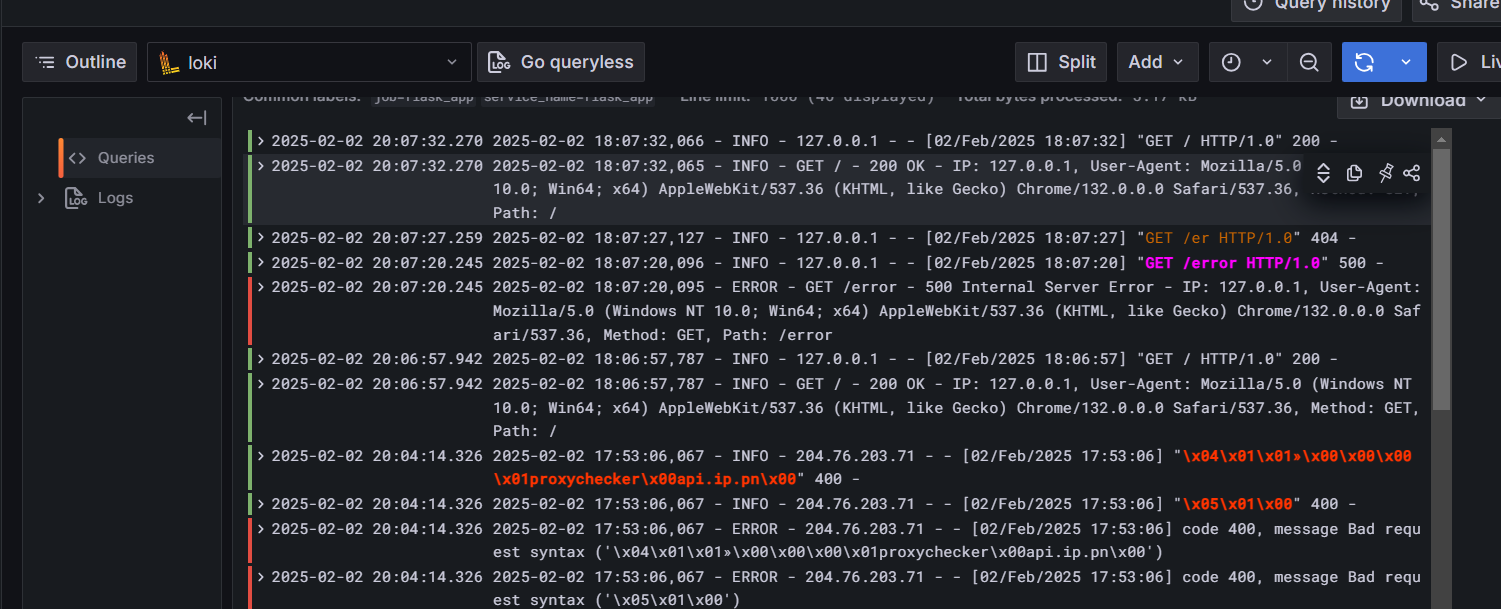 Query history Share
Outline loki Go queryless Split Add Liv
Common labels: job=flask_app service_name=flask_app Line limit: 1000 (40 displayed) Total bytes processed: 5.17 kB Download
Queries
Logs
2025-02-02 20:07:32.270 2025-02-02 18:07:32,066 - INFO - 127.0.0.1 - - [02/Feb/2025 18:07:32] "GET / HTTP/1.0" 200 -
2025-02-02 20:07:32.270 2025-02-02 18:07:32,065 - INFO - GET / - 200 OK - IP: 127.0.0.1, User-Agent: Mozilla/5.0
10.0; Win64; x64) AppleWebKit/537.36 (KHTML, like Gecko) Chrome/132.0.0.0 Safari/537.36,
Path: /
2025-02-02 20:07:27.259 2025-02-02 18:07:27,127 - INFO - 127.0.0.1 - - [02/Feb/2025 18:07:27] "GET /er HTTP/1.0" 404 -
2025-02-02 20:07:20.245 2025-02-02 18:07:20,096 - INFO - 127.0.0.1 - - [02/Feb/2025 18:07:20] "GET /error HTTP/1.0" 500 -
2025-02-02 20:07:20.245 2025-02-02 18:07:20,095 - ERROR - GET /error - 500 Internal Server Error - IP: 127.0.0.1, User-Agent:
Mozilla/5.0 (Windows NT 10.0; Win64; x64) AppleWebKit/537.36 (KHTML, like Gecko) Chrome/132.0.0.0 Saf
ari/537.36, Method: GET, Path: /error
2025-02-02 20:06:57.942 2025-02-02 18:06:57,787 - INFO - 127.0.0.1 - - [02/Feb/2025 18:06:57] "GET / HTTP/1.0" 200 -
2025-02-02 20:06:57.942 2025-02-02 18:06:57,787 - INFO - GET / - 200 OK - IP: 127.0.0.1, User-Agent: Mozilla/5.0 (Windows NT
10.0; Win64; x64) AppleWebKit/537.36 (KHTML, like Gecko) Chrome/132.0.0.0 Safari/537.36, Method: GET,
Path: /
2025-02-02 20:04:14.326 2025-02-02 17:53:06,067 - INFO - 204.76.203.71 - - [02/Feb/2025 17:53:06] "\x04\x01\x01»\x00\x00\x00
\x01proxychecker\x00api.ip.pn\x00" 400 -
2025-02-02 20:04:14.326 2025-02-02 17:53:06,067 - INFO - 204.76.203.71 - - [02/Feb/2025 17:53:06] "\x05\x01\x00" 400 -
2025-02-02 20:04:14.326 2025-02-02 17:53:06,067 - ERROR - 204.76.203.71 - - [02/Feb/2025 17:53:06] code 400, message Bad requ
est syntax ('\x04\x01\x01»\x00\x00\x00\x01proxychecker\x00api.ip.pn\x00')
2025-02-02 20:04:14.326 2025-02-02 17:53:06,067 - ERROR - 204.76.203.71 - - [02/Feb/2025 17:53:06] code 400, message Bad requ
est syntax ('\x05\x01\x00')